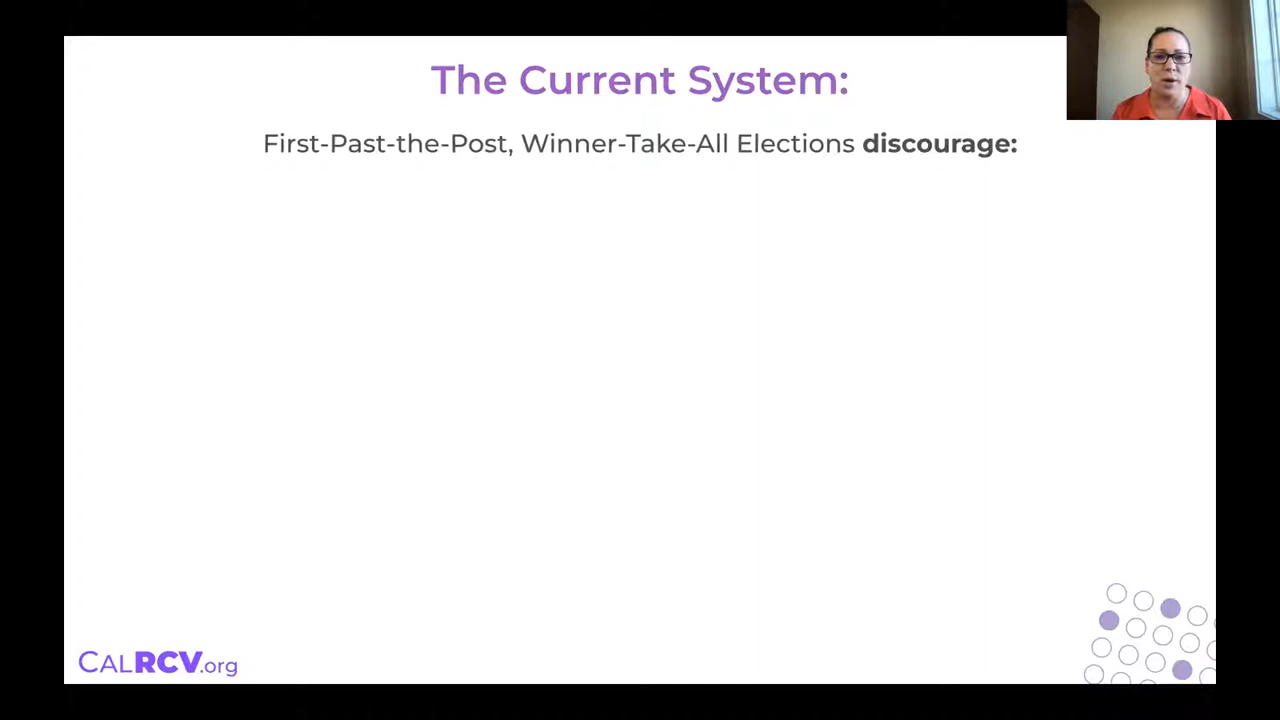 The Current System:
First-Past-the-Post, Winner-Take-All Elections discourage:
CALRCV.org